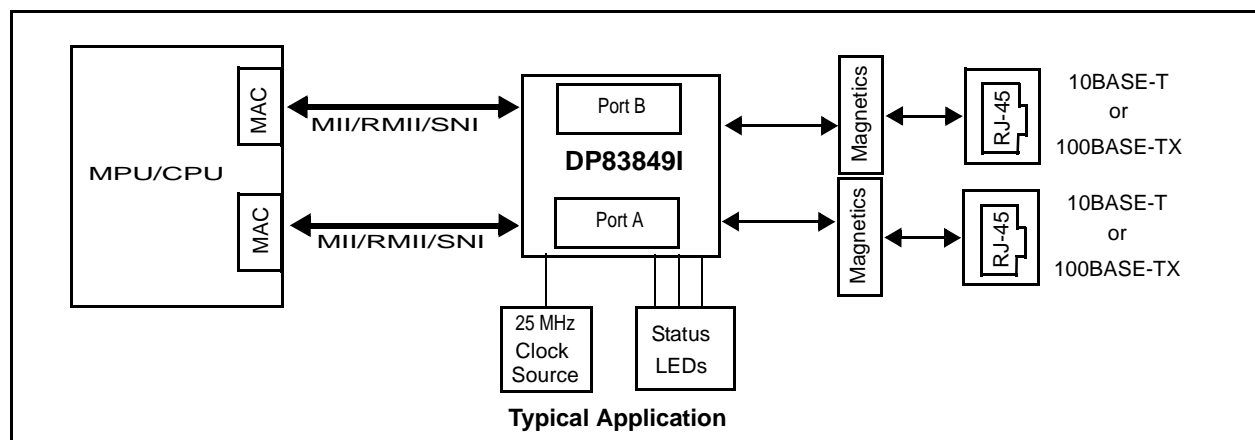 MPU/CPU
MAC
MII/RMII/SNI
MAC
MII/RMII/SNI
Port B
DP83849I
Port A
25 MHz
Clock
Source
Status
LEDs
Magnetics
RJ-45
10BASE-T
or
100BASE-TX
Magnetics
RJ-45
10BASE-T
or
100BASE-TX
Typical Application